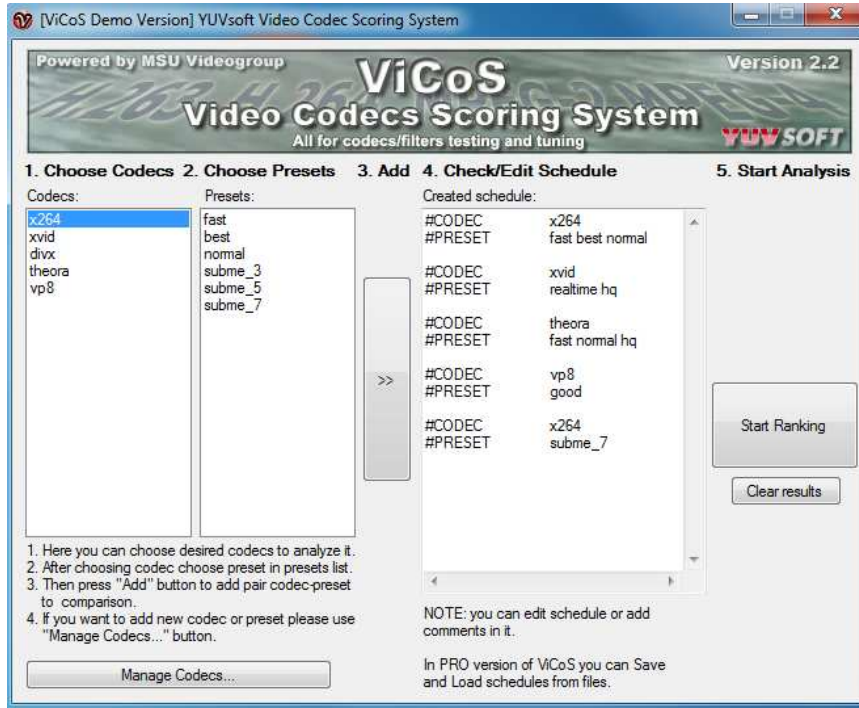 [ViCoS Demo Version] YUVsoft Video Codec Scoring System
Powered by MSU Videogroup
ViCoS
Version 2.2
Video Codecs Scoring System
All for codecs/filters testing and tuning
YUVSOFT
1. Choose Codecs 2. Choose Presets 3. Add 4. Check/Edit Schedule 5. Start Analysis
Codecs:
x264
xvid
divx
theora
vp8
Presets:
fast
best
normal
subme_3
subme_5
subme_7
>>
Created schedule:
#CODEC x264
#PRESET fast best normal
#CODEC xvid
#PRESET realtime hq
#CODEC theora
#PRESET fast normal hq
#CODEC vp8
#PRESET good
#CODEC x264
#PRESET subme_7
Start Ranking
Clear results
1. Here you can choose desired codecs to analyze it.
2. After choosing codec choose preset in presets list.
3. Then press "Add" button to add pair codec-preset
to comparison.
4. If you want to add new codec or preset please use
"Manage Codecs..." button.
Manage Codecs...
NOTE: you can edit schedule or add
comments in it.
In PRO version of ViCoS you can Save
and Load schedules from files.